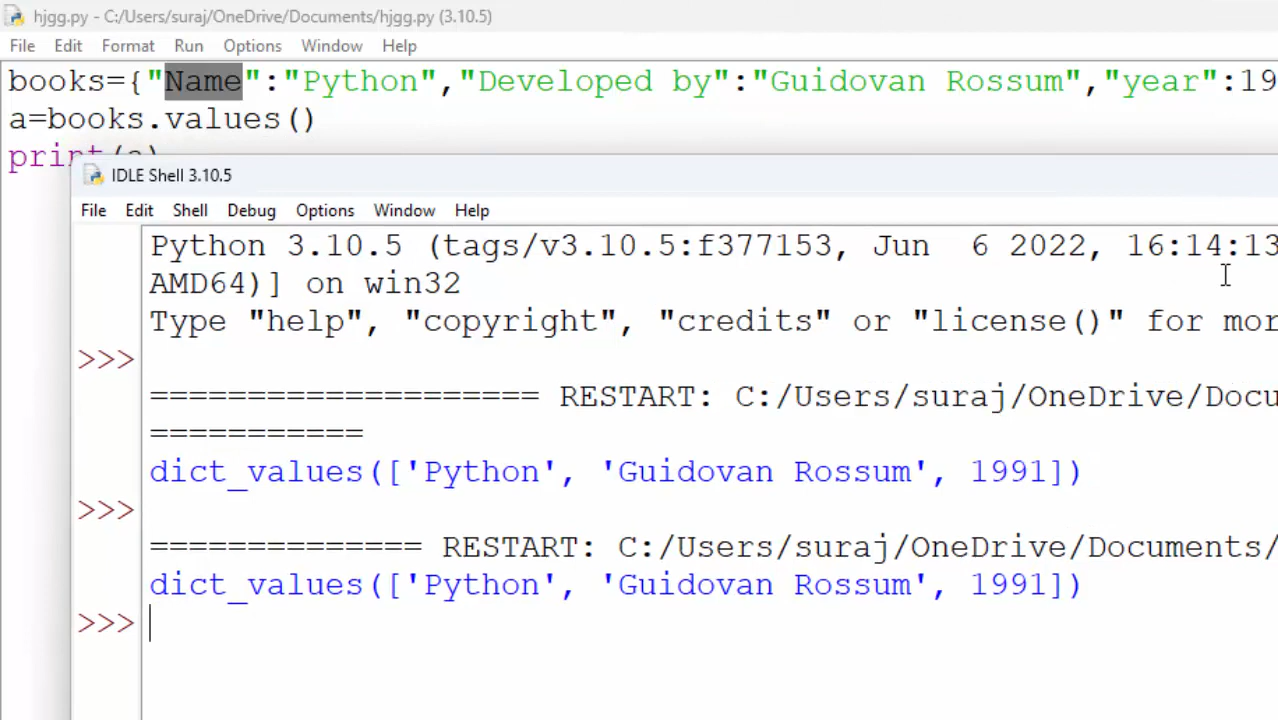 hjgg.py - C:/Users/suraj/OneDrive/Documents/hjgg.py (3.10.5)
File Edit Format Run Options Window Help
books={"Name":"Python","Developed by":"Guidovan Rossum","year":19
a=books.values()
print(a)
IDLE Shell 3.10.5
File Edit Shell Debug Options Window Help
Python 3.10.5 (tags/v3.10.5:f377153, Jun  6 2022, 16:14:13
AMD64)] on win32
Type "help", "copyright", "credits" or "license()" for mor
>>>
==================== RESTART: C:/Users/suraj/OneDrive/Docu
===========
dict_values(['Python', 'Guidovan Rossum', 1991])
>>>
============== RESTART: C:/Users/suraj/OneDrive/Documents/
dict_values(['Python', 'Guidovan Rossum', 1991])
>>>